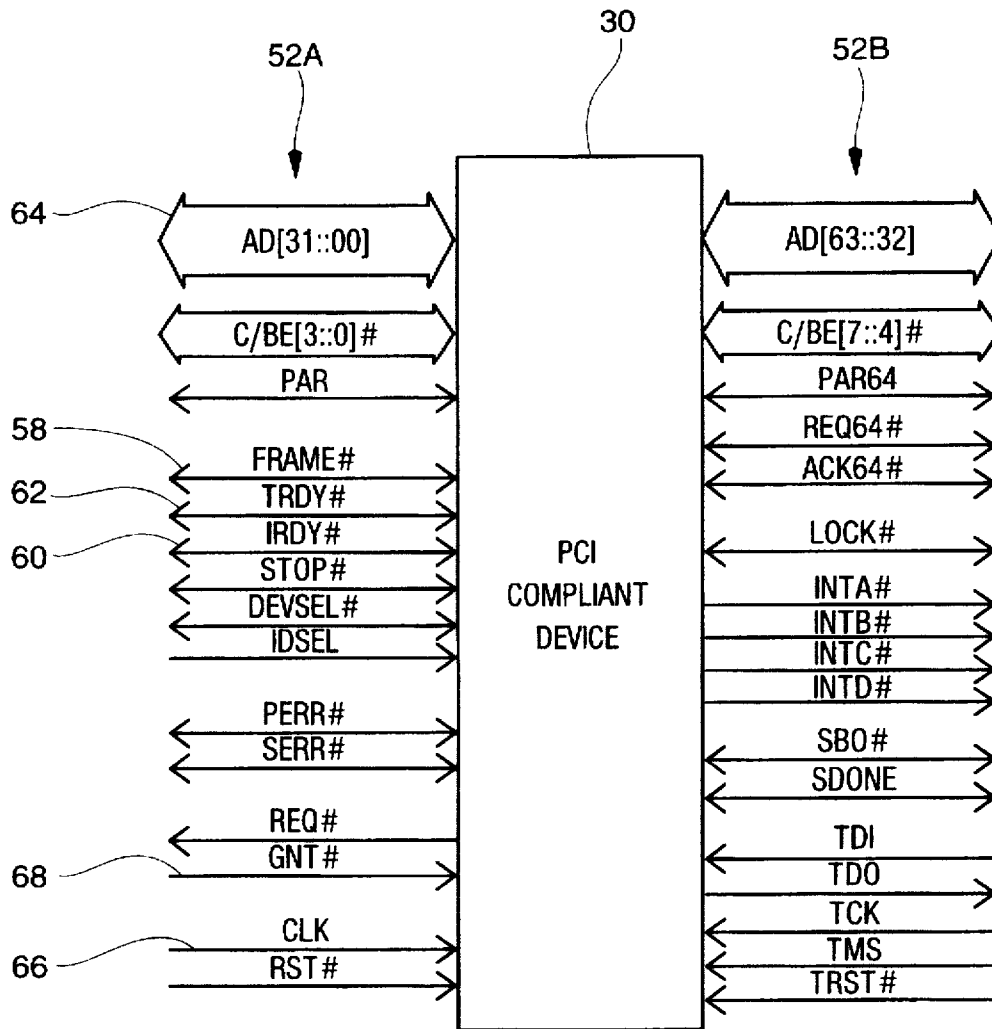 30
52A
52B
64
AD[31::00]
AD[63::32]
C/BE[3::0]#
C/BE[7::4]#
PAR
PAR64
REQ64#
58
FRAME#
ACK64#
62
TRDY#
60
IRDY#
LOCK#
STOP#
DEVSEL#
IDSEL
PCI
COMPLIANT
DEVICE
INTA#
INTB#
INTC#
INTD#
PERR#
SERR#
SBO#
SDONE
REQ#
GNT#
68
TDI
TDO
CLK
66
RST#
TCK
TMS
TRST#